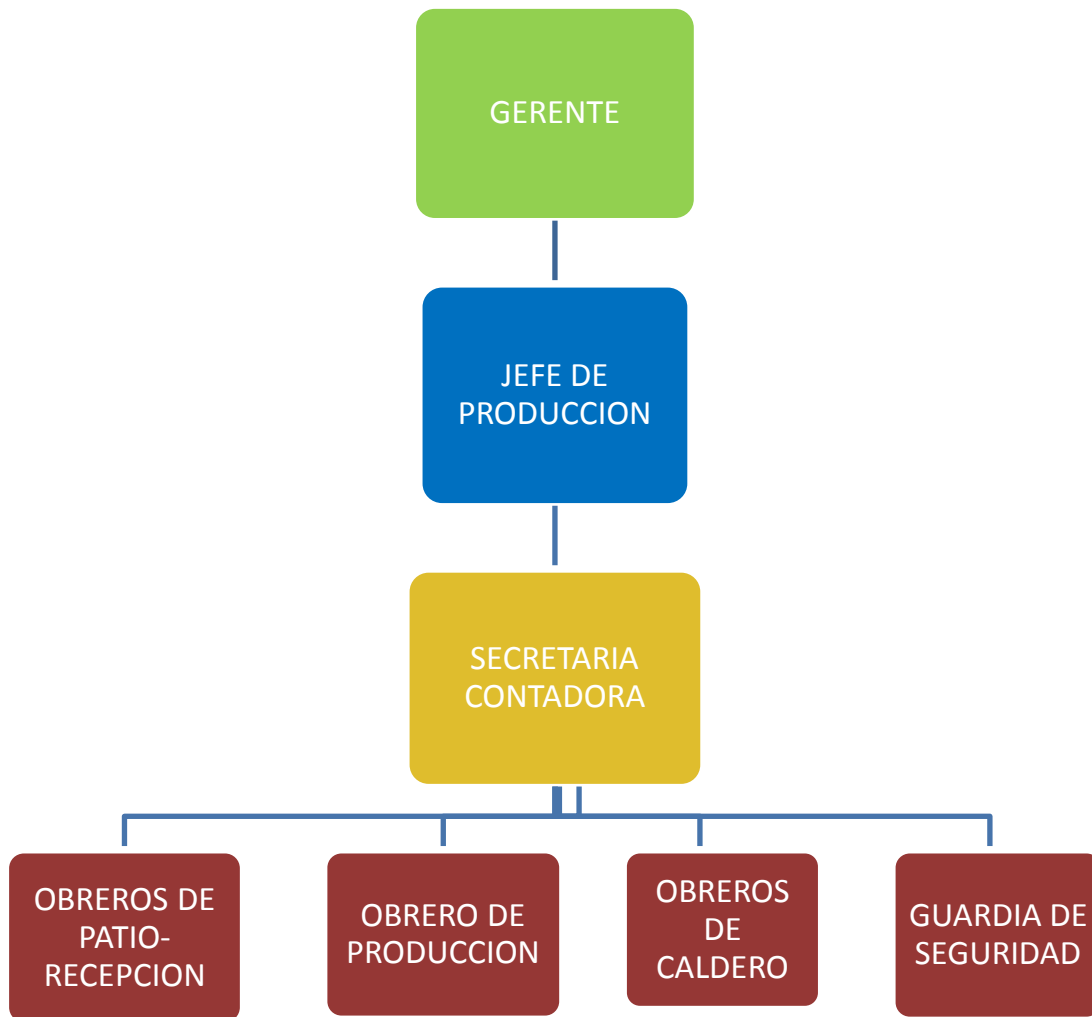 GERENTE
JEFE DE
PRODUCCION
SECRETARIA
CONTADORA
OBREROS DE
PATIO-
RECEPCION
OBRERO DE
PRODUCCION
OBREROS
DE
CALDERO
GUARDIA DE
SEGURIDAD